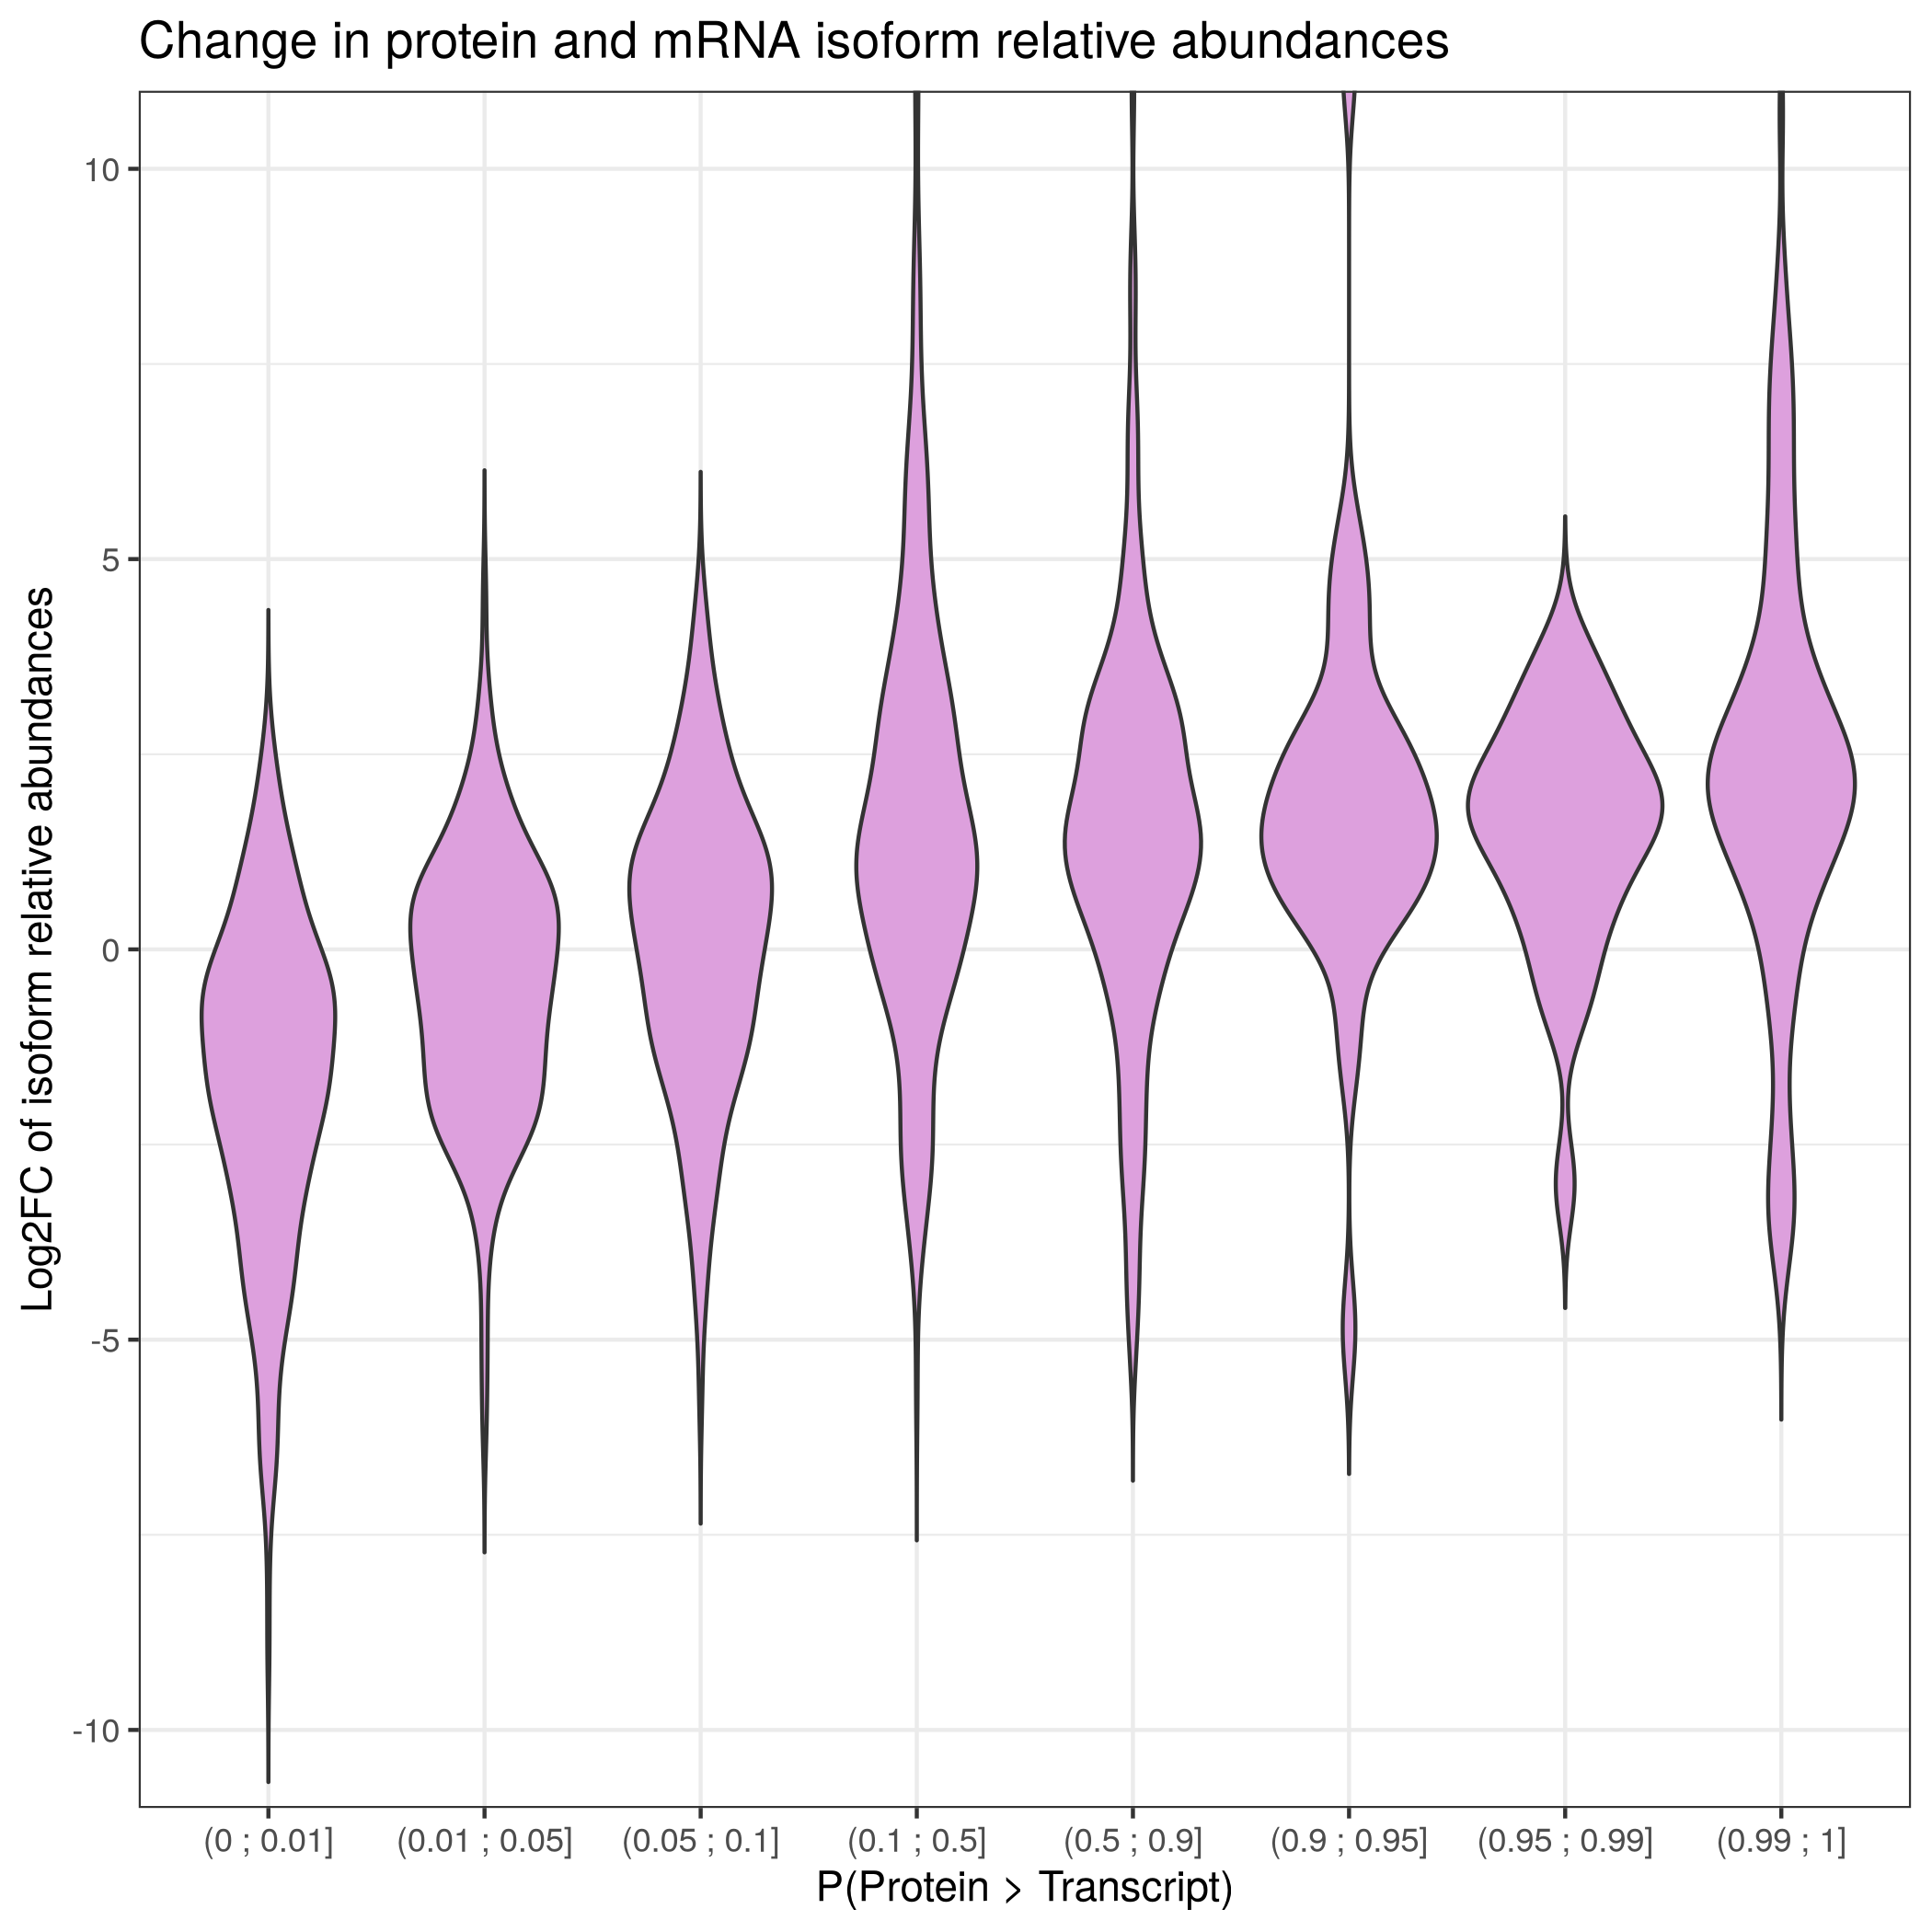 Change in protein and mRNA isoform relative abundances
Log2FC of isoform relative abundances
10
5
0
-5
-10
(0 ; 0.01]
(0.01 ; 0.05]
(0.05 ; 0.1]
(0.1 ; 0.5]
(0.5 ; 0.9]
(0.9 ; 0.95]
(0.95 ; 0.99]
(0.99 ; 1]
P(Protein > Transcript)